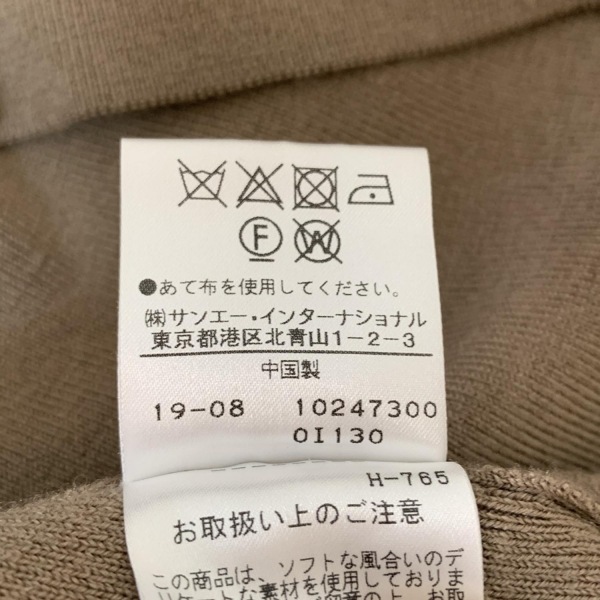 F W
●あて布を使用してください。
㈱サンエー・インターナショナル
東京都港区北青山1-2-3
中国製
19-08 10247300
0I130
H-765
お取扱い上のご注意
この商品は、ソフトな風合いのデ
リケートな素材を使用しておりま